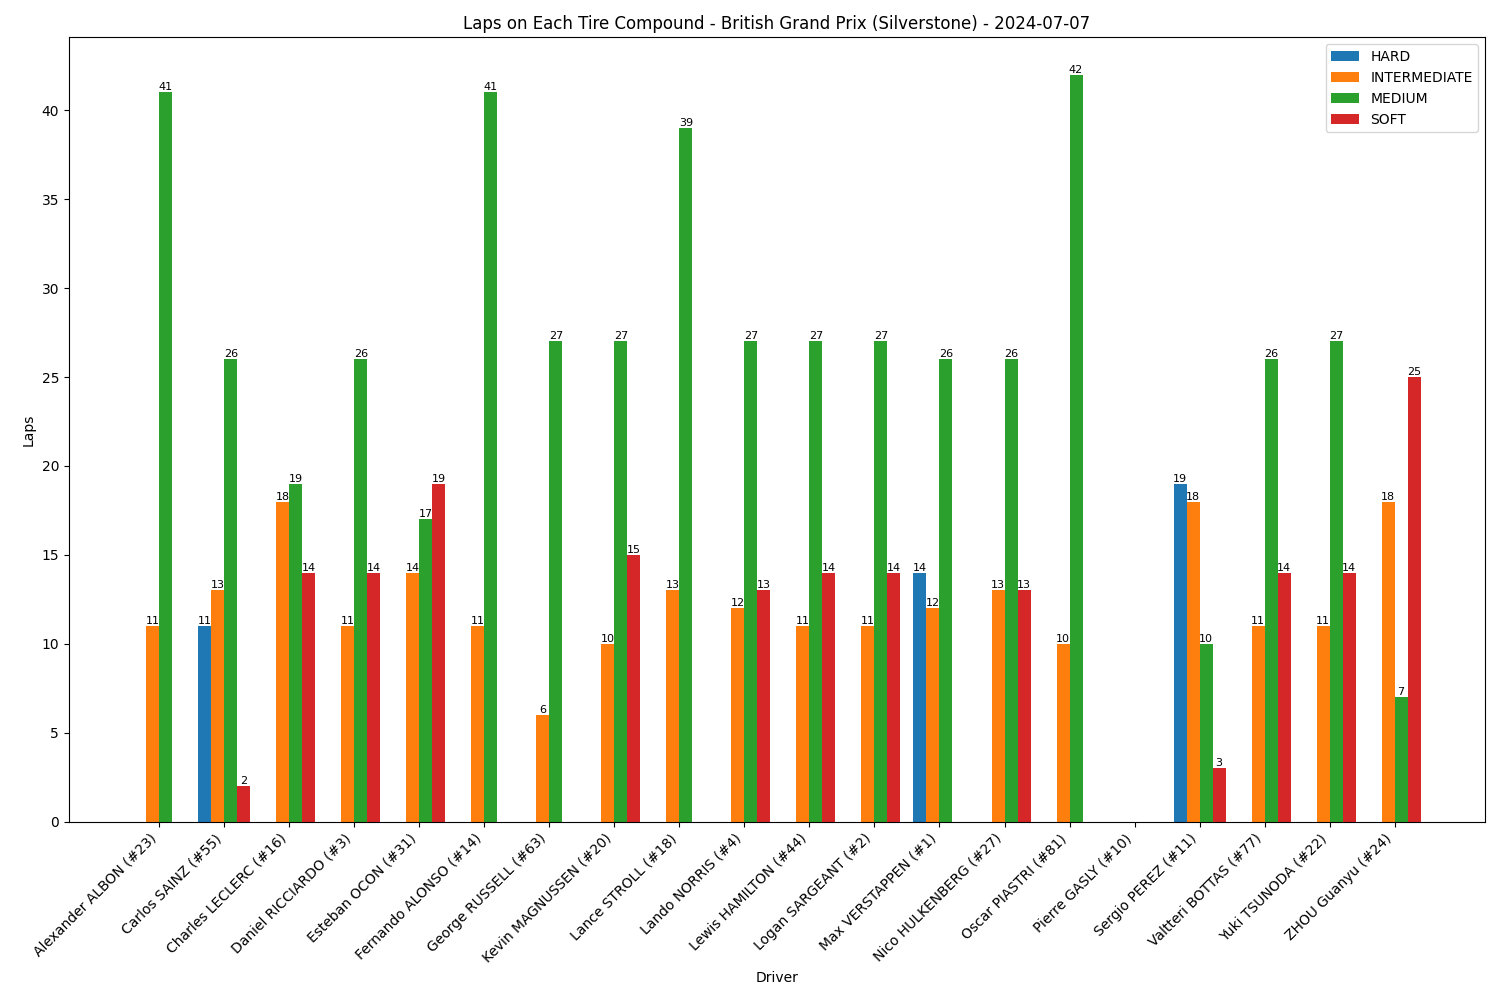 Laps on Each Tire Compound - British Grand Prix (Silverstone) - 2024-07-07
HARD
INTERMEDIATE
MEDIUM
SOFT
Laps
40
35
30
25
20
15
10
5
0
11 41
11 13 26 2
18 19 14
11 26 14
14 17 19
11 41
6 27
10 27 15
13 39
12 27 13
11 27 14
11 27 14
14 12 26
13 26 13
10 42
19 18 10 3
11 26 14
11 27 14
18 7 25
Alexander ALBON (#23)
Carlos SAINZ (#55)
Charles LECLERC (#16)
Daniel RICCIARDO (#3)
Esteban OCON (#31)
Fernando ALONSO (#14)
George RUSSELL (#63)
Kevin MAGNUSSEN (#20)
Lance STROLL (#18)
Lando NORRIS (#4)
Lewis HAMILTON (#44)
Logan SARGEANT (#2)
Max VERSTAPPEN (#1)
Nico HULKENBERG (#27)
Oscar PIASTRI (#81)
Pierre GASLY (#10)
Sergio PEREZ (#11)
Valtteri BOTTAS (#77)
Yuki TSUNODA (#22)
ZHOU Guanyu (#24)
Driver